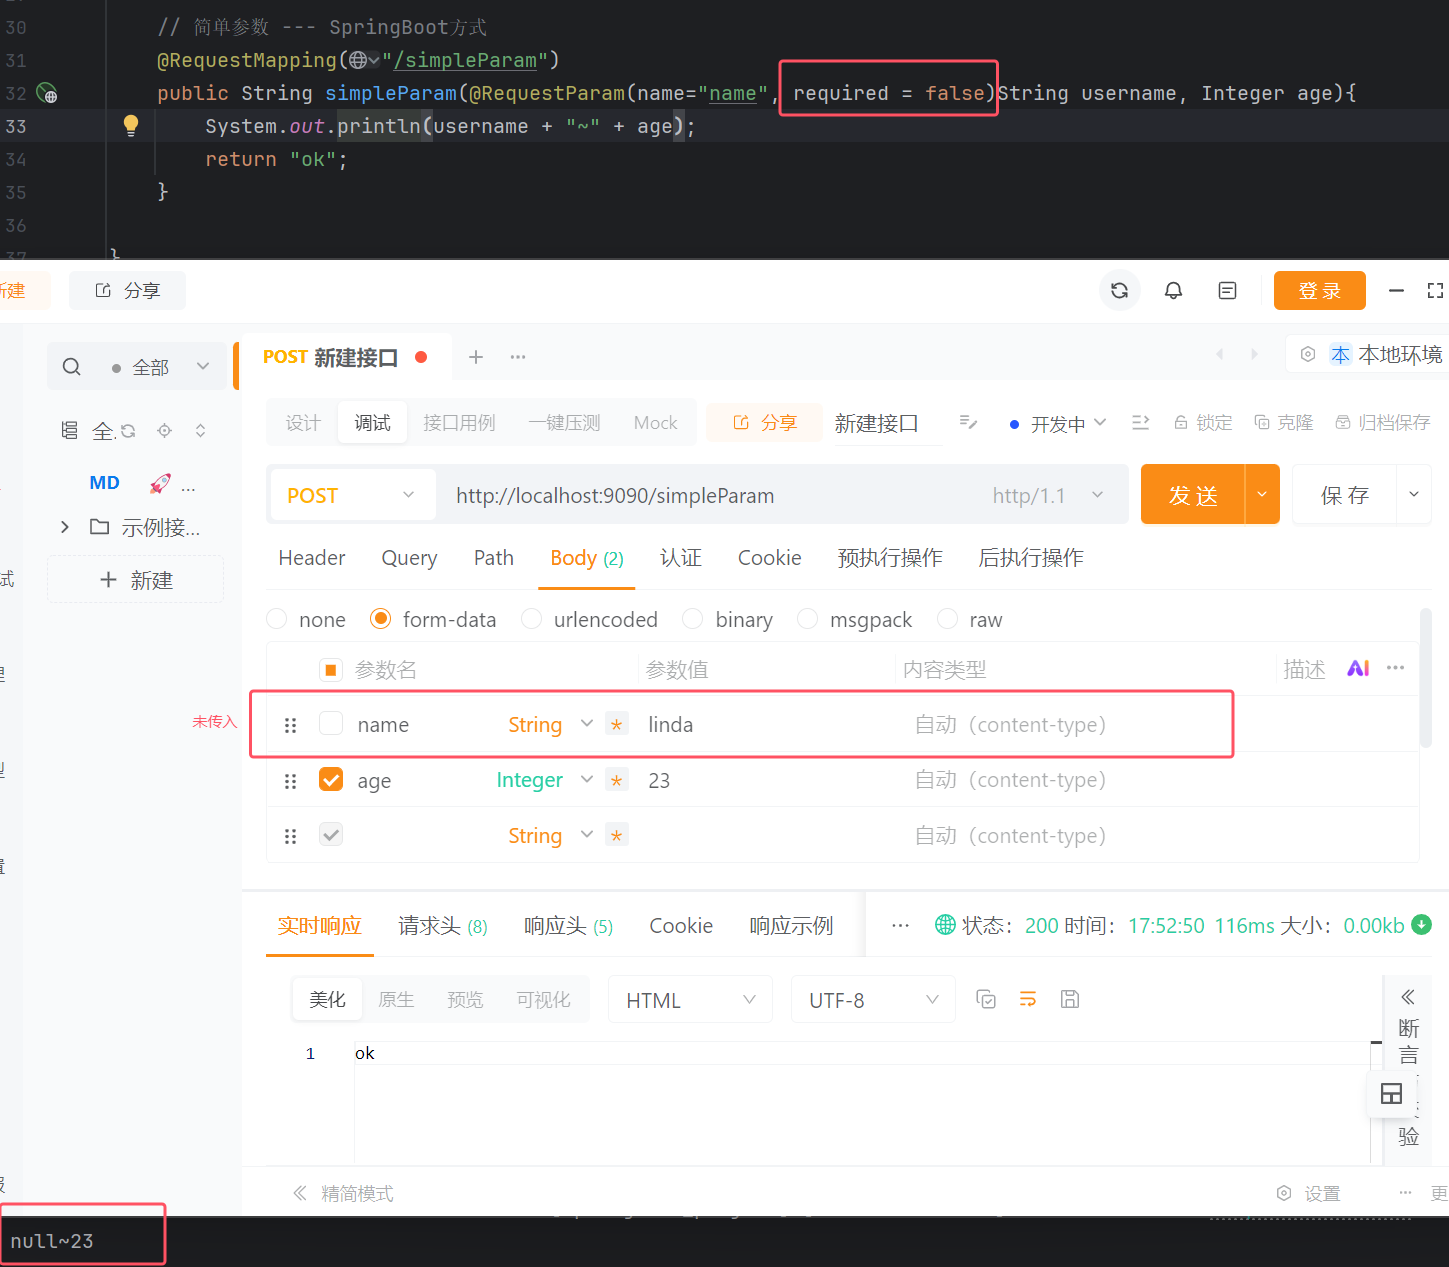 30 // 简单参数 --- SpringBoot方式
31 @RequestMapping("/simpleParam")
32 public String simpleParam(@RequestParam(name="name", required = false)String username, Integer age){
33 System.out.println(username + "~" + age);
34 return "ok";
35 }
36
37 }
新建 分享 登 录
全部 POST 新建接口 + ... 本 本地环境
设计 调试 接口用例 一键压测 Mock 分享 新建接口 开发中 锁定 克隆 归档保存
全.
MD 🚀 ...
POST http://localhost:9090/simpleParam http/1.1 发 送 保 存
示例接...
Header Query Path Body (2) 认证 Cookie 预执行操作 后执行操作
+ 新建
试
none form-data urlencoded binary msgpack raw
参数名 参数值 内容类型 描述 AI ...
未传入 name String * linda 自动（content-type）
age Integer * 23 自动（content-type）
String * 自动（content-type）
实时响应 请求头 (8) 响应头 (5) Cookie 响应示例 ... 状态： 200 时间： 17:52:50 116ms 大小： 0.00kb
美化 原生 预览 可视化 HTML UTF-8
断言
1 ok
验
精简模式 设置 ... 更
null~23